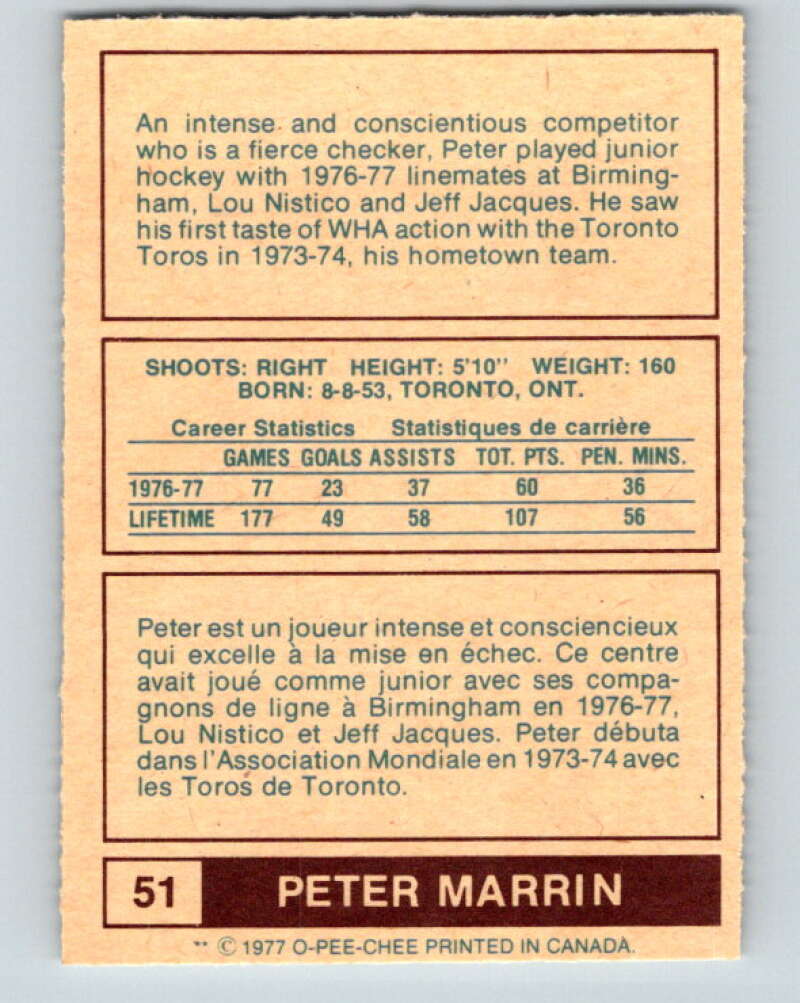 An intense and conscientious competitor
who is a fierce checker, Peter played junior
hockey with 1976-77 linemates at Birming-
ham, Lou Nistico and Jeff Jacques. He saw
his first taste of WHA action with the Toronto
Toros in 1973-74, his hometown team.
SHOOTS: RIGHT HEIGHT: 5'10" WEIGHT: 160
BORN: 8-8-53, TORONTO, ONT.
Career Statistics Statistiques de carrière
GAMES GOALS ASSISTS TOT. PTS. PEN. MINS.
1976-77 77 23 37 60 36
LIFETIME 177 49 58 107 56
Peter est un joueur intense et consciencieux
qui excelle à la mise en échec. Ce centre
avait joué comme junior avec ses compa-
gnons de ligne à Birmingham en 1976-77,
Lou Nistico et Jeff Jacques. Peter débuta
dans l'Association Mondiale en 1973-74 avec
les Toros de Toronto.
51 PETER MARRIN
** © 1977 O-PEE-CHEE PRINTED IN CANADA.